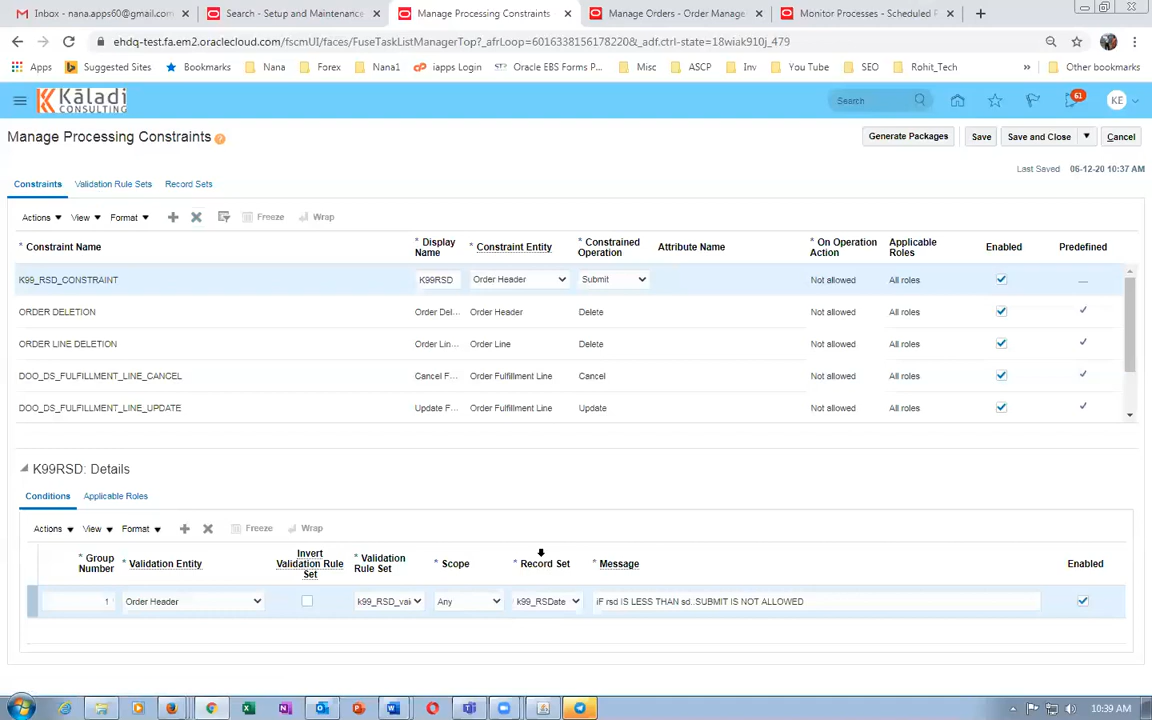 Inbox - nana.apps60@gmail.com
Search - Setup and Maintenance
Manage Processing Constraints
Manage Orders - Order Manage
Monitor Processes - Scheduled
ehdq-test.fa.em2.oraclecloud.com/fscmUI/faces/FuseTaskListManagerTop?_afrLoop=6016338156178220&_adf.ctrl-state=18wiak910j_479
Apps Suggested Sites Bookmarks Nana Forex Nana1 iapps Login Oracle EBS Forms P... Misc ASCP Inv You Tube SEO Rohit_Tech » Other bookmarks
Kāladi
CONSULTING
Search
61
KE
Manage Processing Constraints
Generate Packages Save Save and Close Cancel
Last Saved 06-12-20 10:37 AM
Constraints Validation Rule Sets Record Sets
Actions View Format Freeze Wrap
* Constraint Name * Display Name * Constraint Entity * Constrained Operation Attribute Name * On Operation Action Applicable Roles Enabled Predefined
K99_RSD_CONSTRAINT K99RSD Order Header Submit Not allowed All roles
ORDER DELETION Order Del... Order Header Delete Not allowed All roles
ORDER LINE DELETION Order Lin... Order Line Delete Not allowed All roles
DOO_DS_FULFILLMENT_LINE_CANCEL Cancel F... Order Fulfillment Line Cancel Not allowed All roles
DOO_DS_FULFILLMENT_LINE_UPDATE Update F... Order Fulfillment Line Update Not allowed All roles
K99RSD: Details
Conditions Applicable Roles
Actions View Format Freeze Wrap
* Group Number * Validation Entity Invert Validation Rule Set * Validation Rule Set * Scope * Record Set * Message Enabled
1 Order Header k99_RSD_vai Any k99_RSDate iF rsd IS LESS THAN sd..SUBMIT IS NOT ALLOWED
10:39 AM